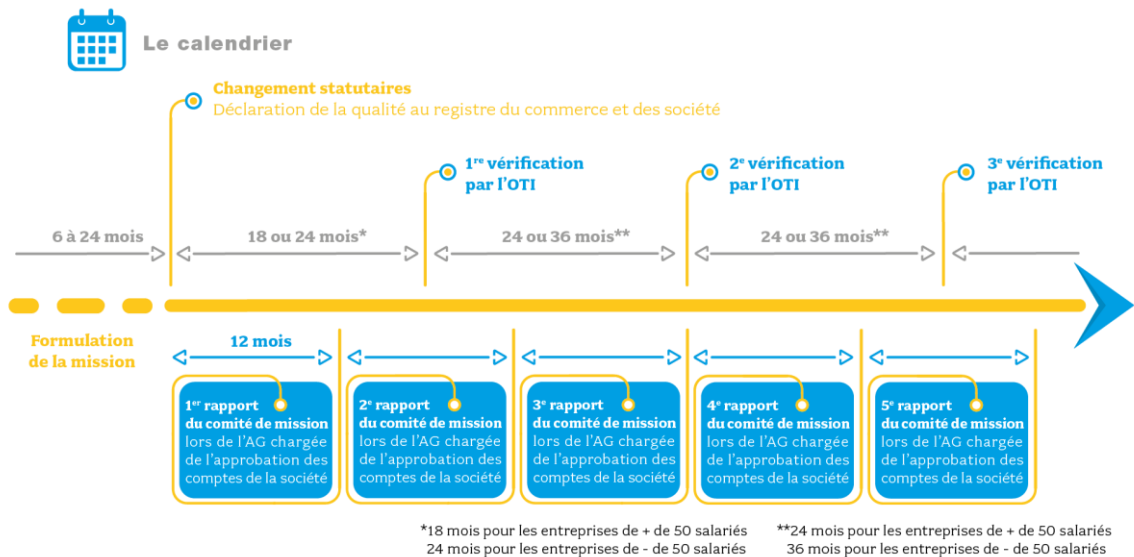 Le calendrier
Changement statutaires
Déclaration de la qualité au registre du commerce et des société
1re vérification
par l'OTI
2e vérification
par l'OTI
3e vérification
par l'OTI
6 à 24 mois
18 ou 24 mois*
24 ou 36 mois**
24 ou 36 mois**
Formulation
de la mission
12 mois
1er rapport
du comité de mission
lors de l'AG chargée
de l'approbation des
comptes de la société
2e rapport
du comité de mission
lors de l'AG chargée
de l'approbation des
comptes de la société
3e rapport
du comité de mission
lors de l'AG chargée
de l'approbation des
comptes de la société
4e rapport
du comité de mission
lors de l'AG chargée
de l'approbation des
comptes de la société
5e rapport
du comité de mission
lors de l'AG chargée
de l'approbation des
comptes de la société
*18 mois pour les entreprises de + de 50 salariés
24 mois pour les entreprises de - de 50 salariés
**24 mois pour les entreprises de + de 50 salariés
36 mois pour les entreprises de - de 50 salariés